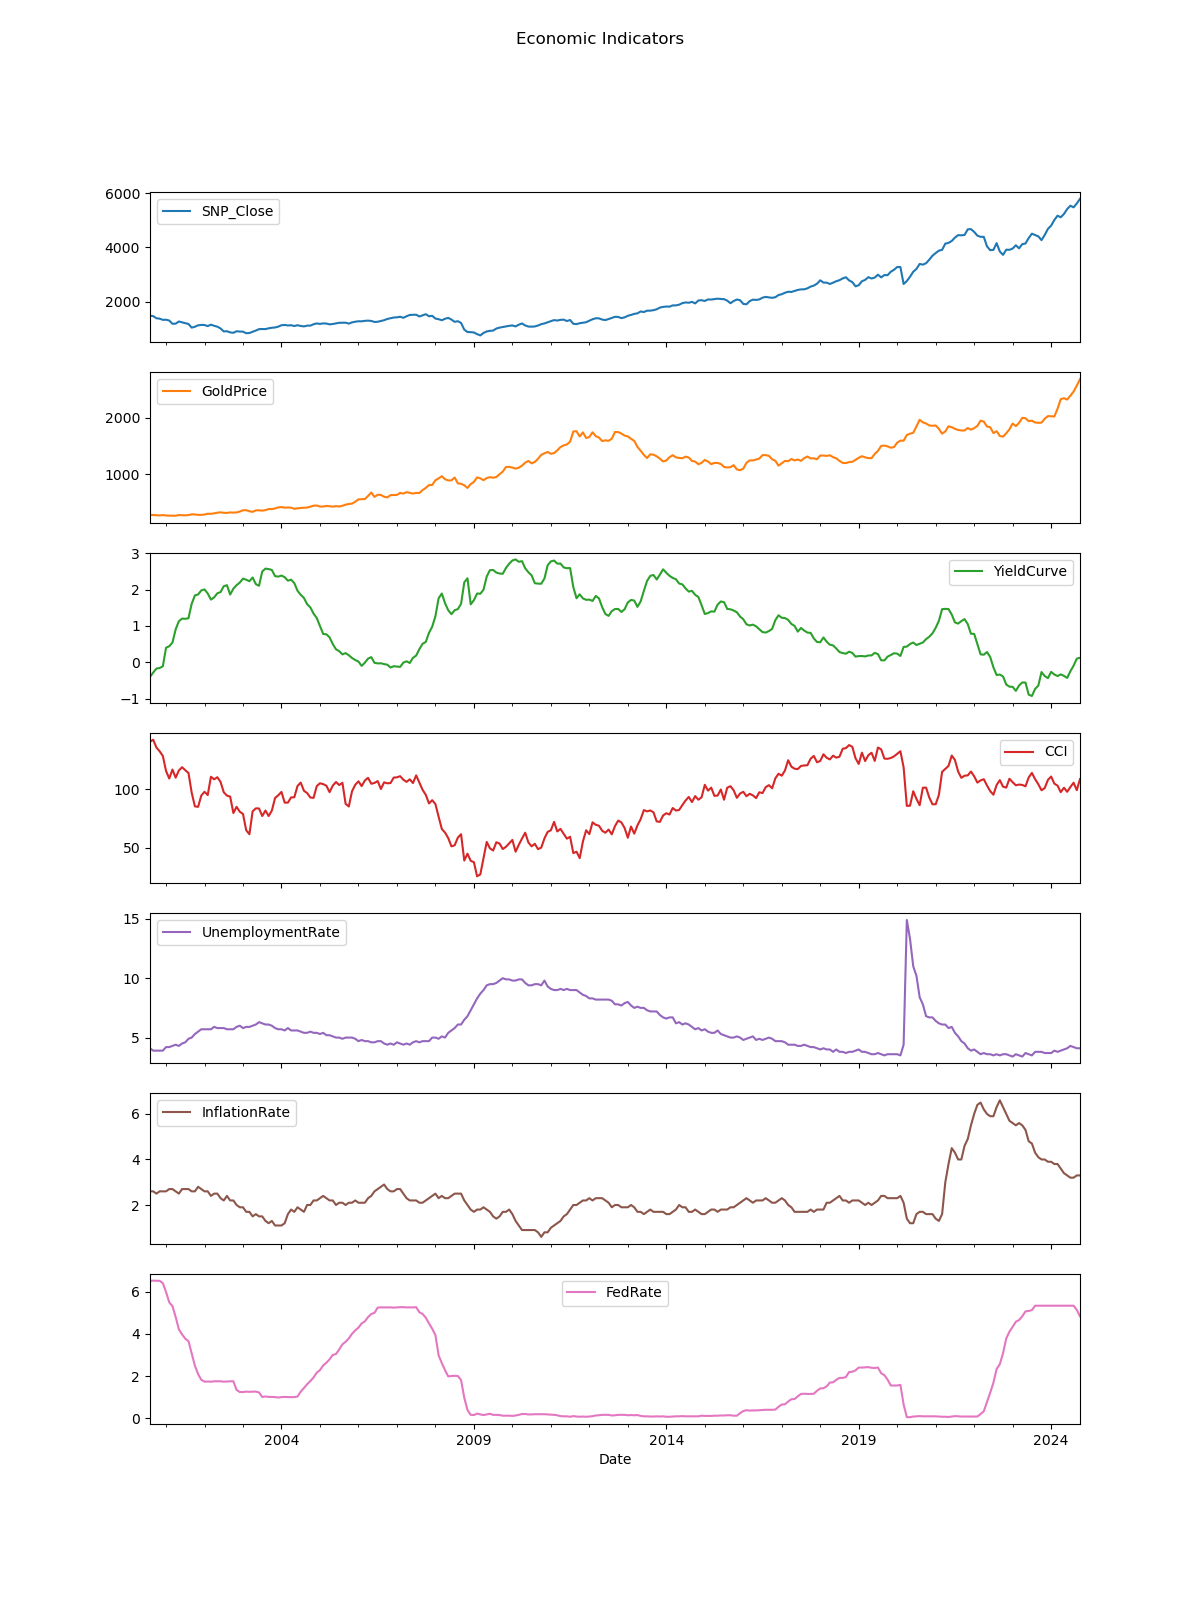 Economic Indicators
6000
4000
2000
SNP_Close
2000
1000
GoldPrice
3
2
1
0
−1
YieldCurve
100
50
CCI
15
10
5
UnemploymentRate
6
4
2
InflationRate
6
4
2
0
FedRate
2004 2009 2014 2019 2024
Date